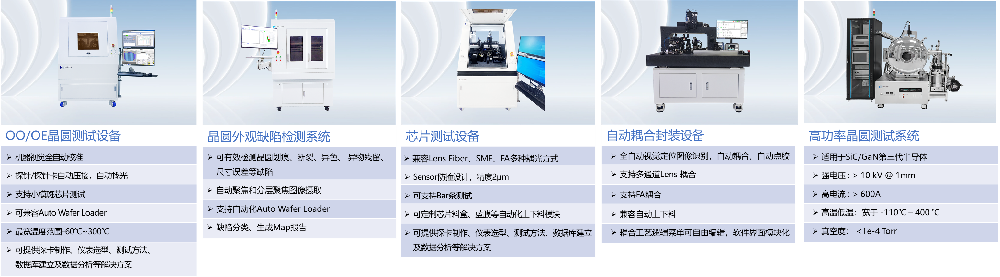 WIT-220
CA-6000
OO/OE晶圆测试设备
机器视觉全自动校准
探针/探针卡自动压接，自动找光
支持小模斑芯片测试
可兼容Auto Wafer Loader
最宽温度范围-60℃~300℃
可提供探卡制作、仪表选型、测试方法、
数据库建立及数据分析等解决方案
晶圆外观缺陷检测系统
可有效检测晶圆划痕、断裂、异色、 异物残留、
尺寸误差等缺陷
自动聚焦和分层聚焦图像摄取
支持自动化Auto Wafer Loader
缺陷分类、生成Map报告
芯片测试设备
兼容Lens Fiber、SMF、FA多种耦光方式
Sensor防撞设计，精度2μm
可支持Bar条测试
可定制芯片料盒、蓝膜等自动化上下料模块
可提供探卡制作、仪表选型、测试方法、数据库建立
及数据分析等解决方案
自动耦合封装设备
全自动视觉定位图像识别，自动耦合，自动点胶
支持多通道Lens 耦合
支持FA耦合
兼容自动上下料
耦合工艺逻辑菜单可自由编辑，软件界面模块化
高功率晶圆测试系统
适用于SiC/GaN第三代半导体
强电压：> 10 kV @ 1mm
高电流：> 600A
高温低温：宽于 -110℃ – 400 ℃
真空度： <1e-4 Torr